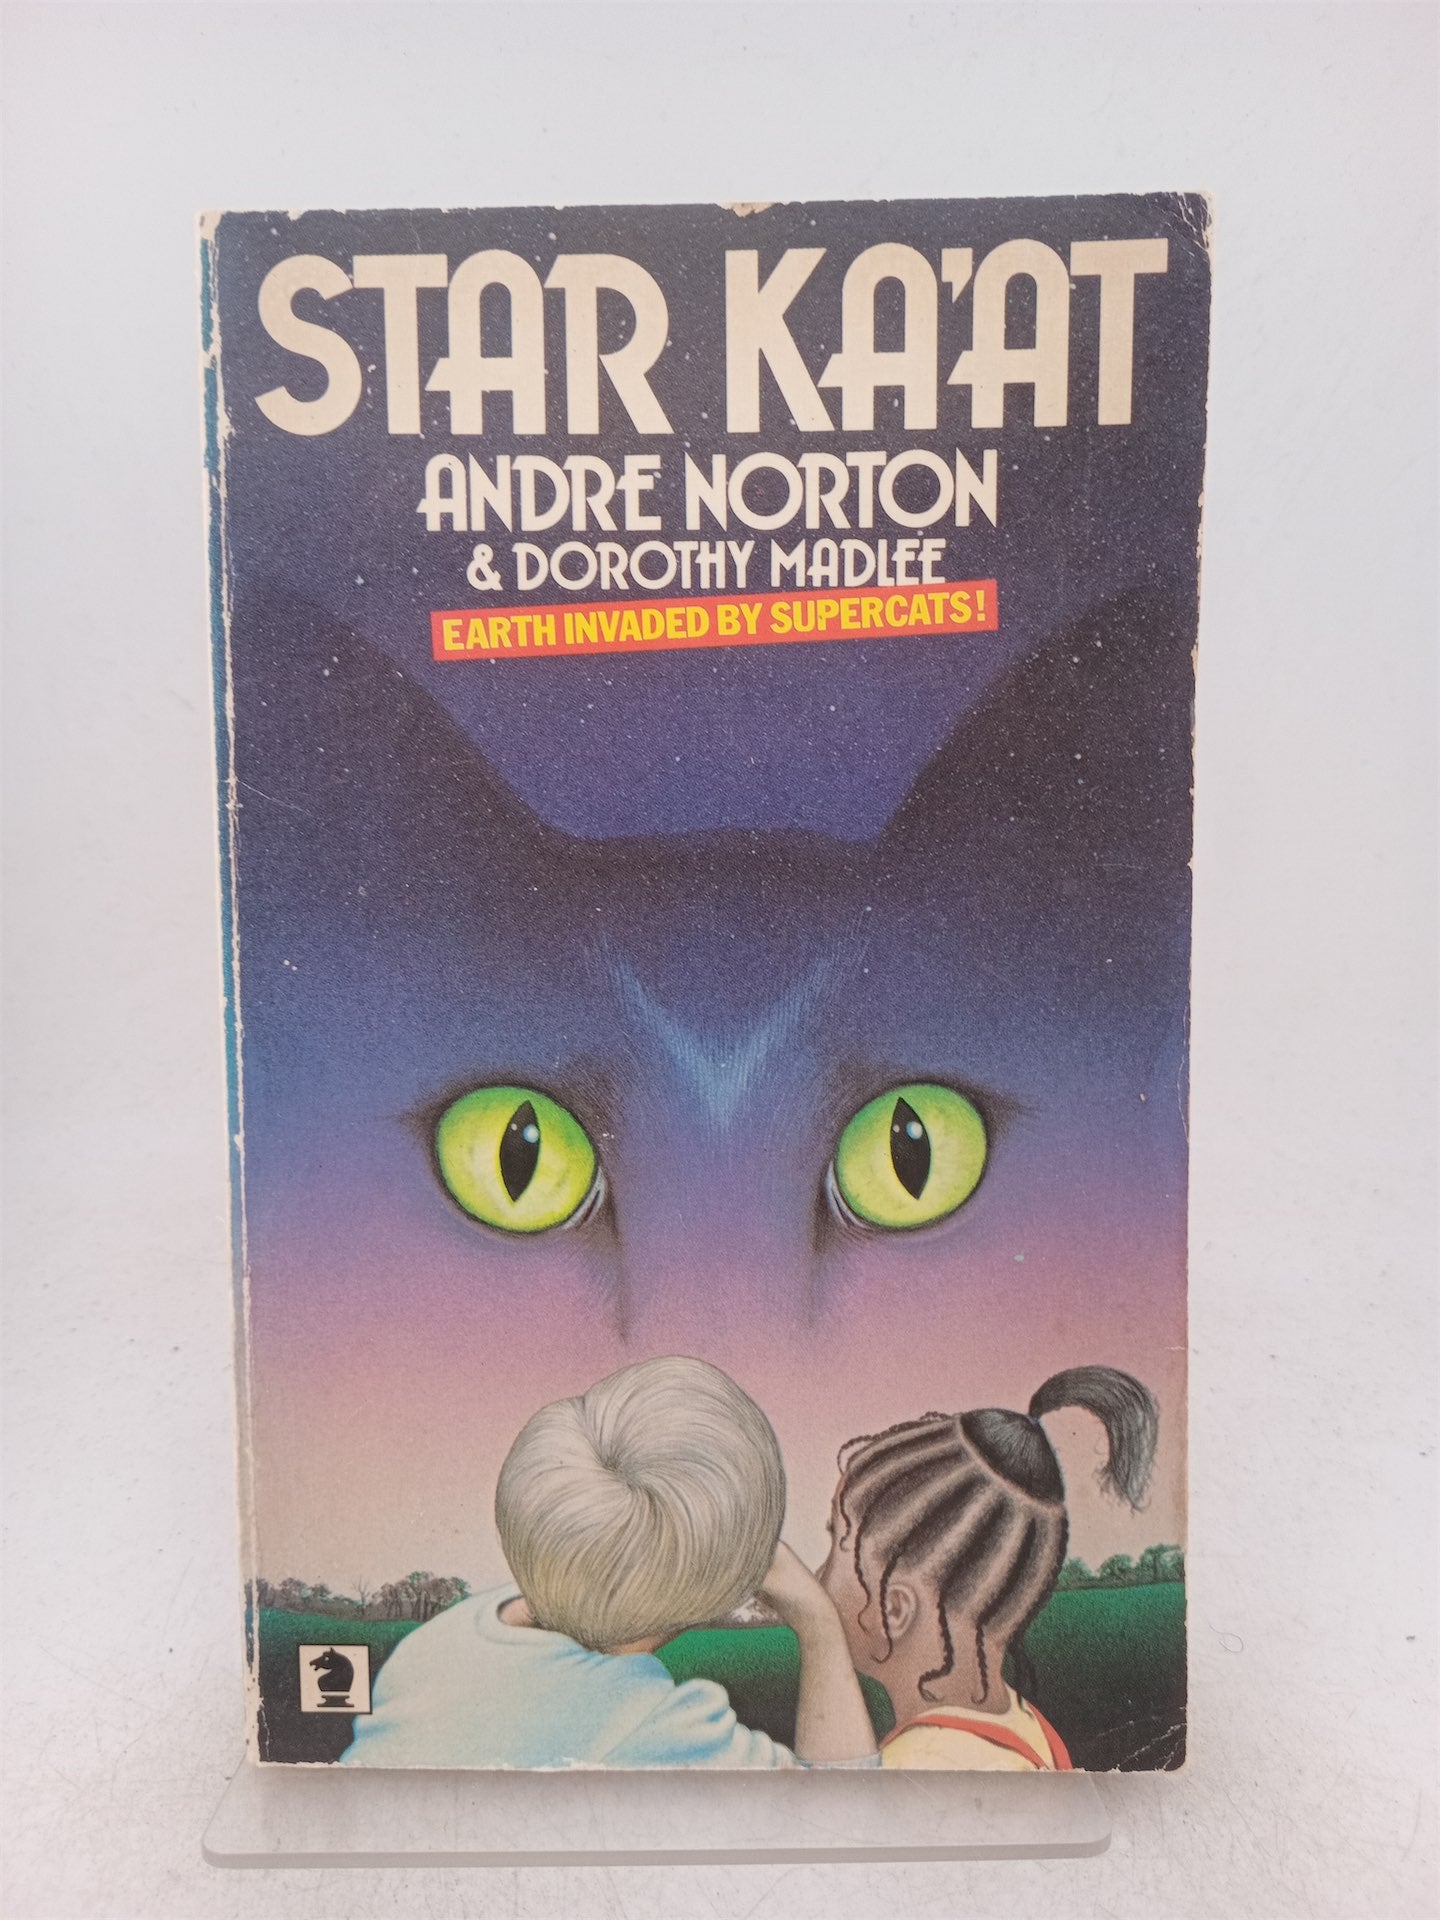 STAR KA'AT
ANDRE NORTON
& DOROTHY MADLEE
EARTH INVADED BY SUPERCATS!